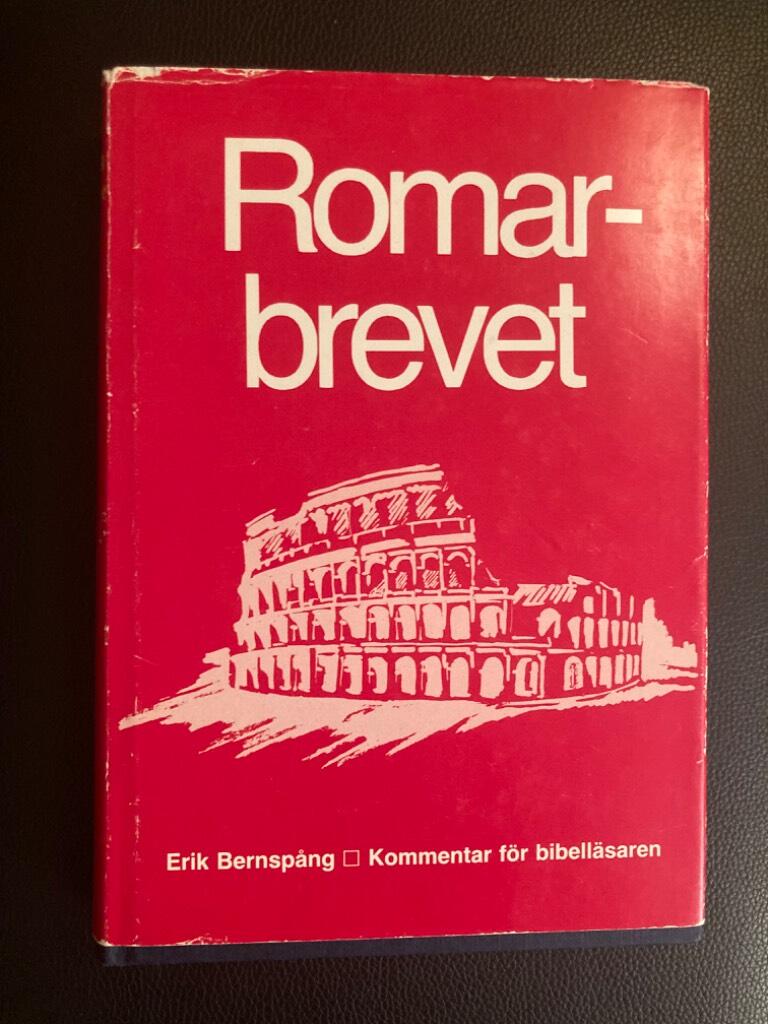 Romar-
brevet
Erik Bernspång □ Kommentar för bibelläsaren